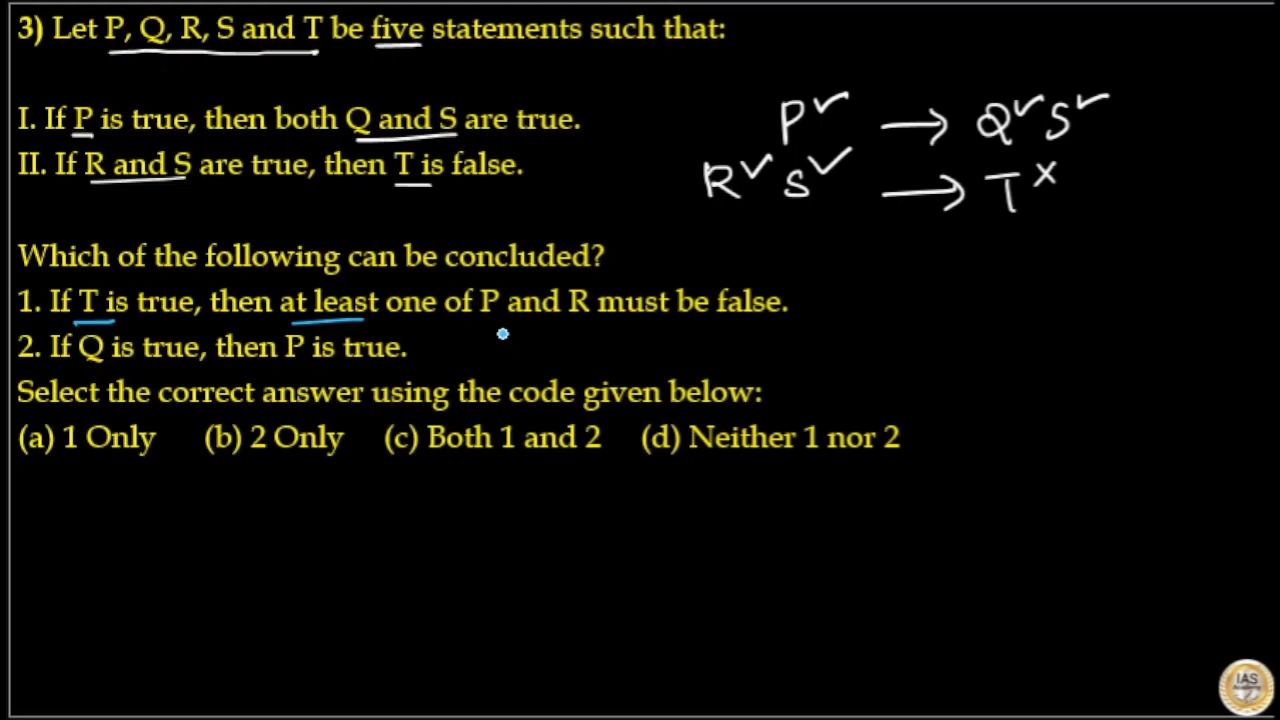 3) Let P, Q, R, S and T be five statements such that:
I. If P is true, then both Q and S are true.
P✓ → Q✓ S✓
II. If R and S are true, then T is false.
R✓ S✓ → T×
Which of the following can be concluded?
1. If T is true, then at least one of P and R must be false.
2. If Q is true, then P is true.
Select the correct answer using the code given below:
(a) 1 Only (b) 2 Only (c) Both 1 and 2 (d) Neither 1 nor 2
IAS